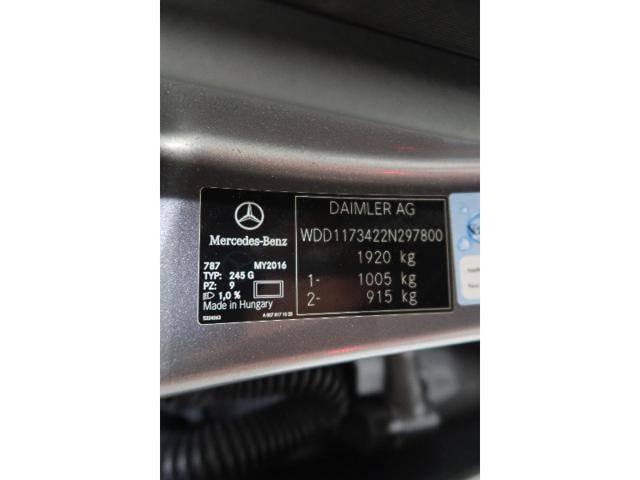 Mercedes-Benz
787 MY2016
TYP: 245 G
PZ: 9
1,0 %
Made in Hungary
DAIMLER AG
WDD1173422N297800
1920 kg
1- 1005 kg
2- 915 kg